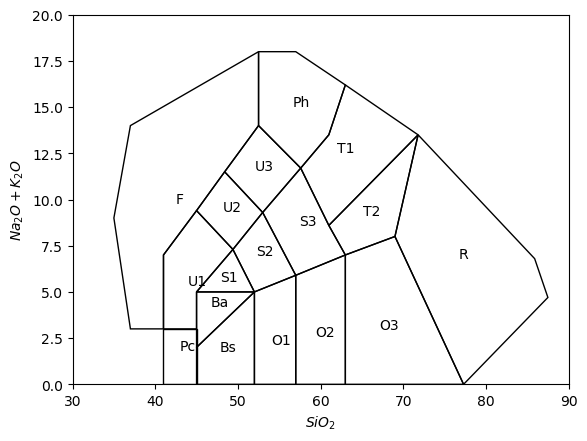 20.0
17.5
15.0
12.5
10.0
7.5
5.0
2.5
0.0
Na₂O + K₂O
Ph
T1
U3
F
U2
T2
S3
S2
R
U1
S1
Ba
O1
O2
O3
Pc
Bs
30
40
50
60
70
80
90
SiO₂